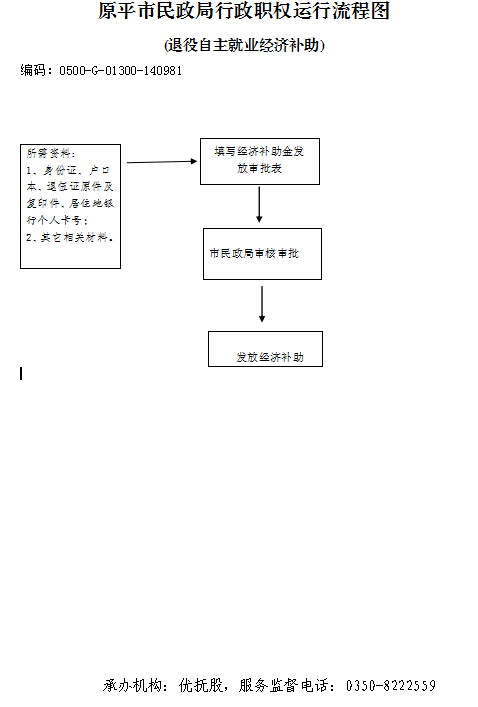 原平市民政局行政职权运行流程图
(退役自主就业经济补助)
编码：0500-G-01300-140981
所需资料：
1、身份证、户口
本、退伍证原件及
复印件、居住地银
行个人卡号；
2、其它相关材料。
填写经济补助金发
放审批表
市民政局审核审批
发放经济补助
承办机构：优抚股，服务监督电话：0350-8222559